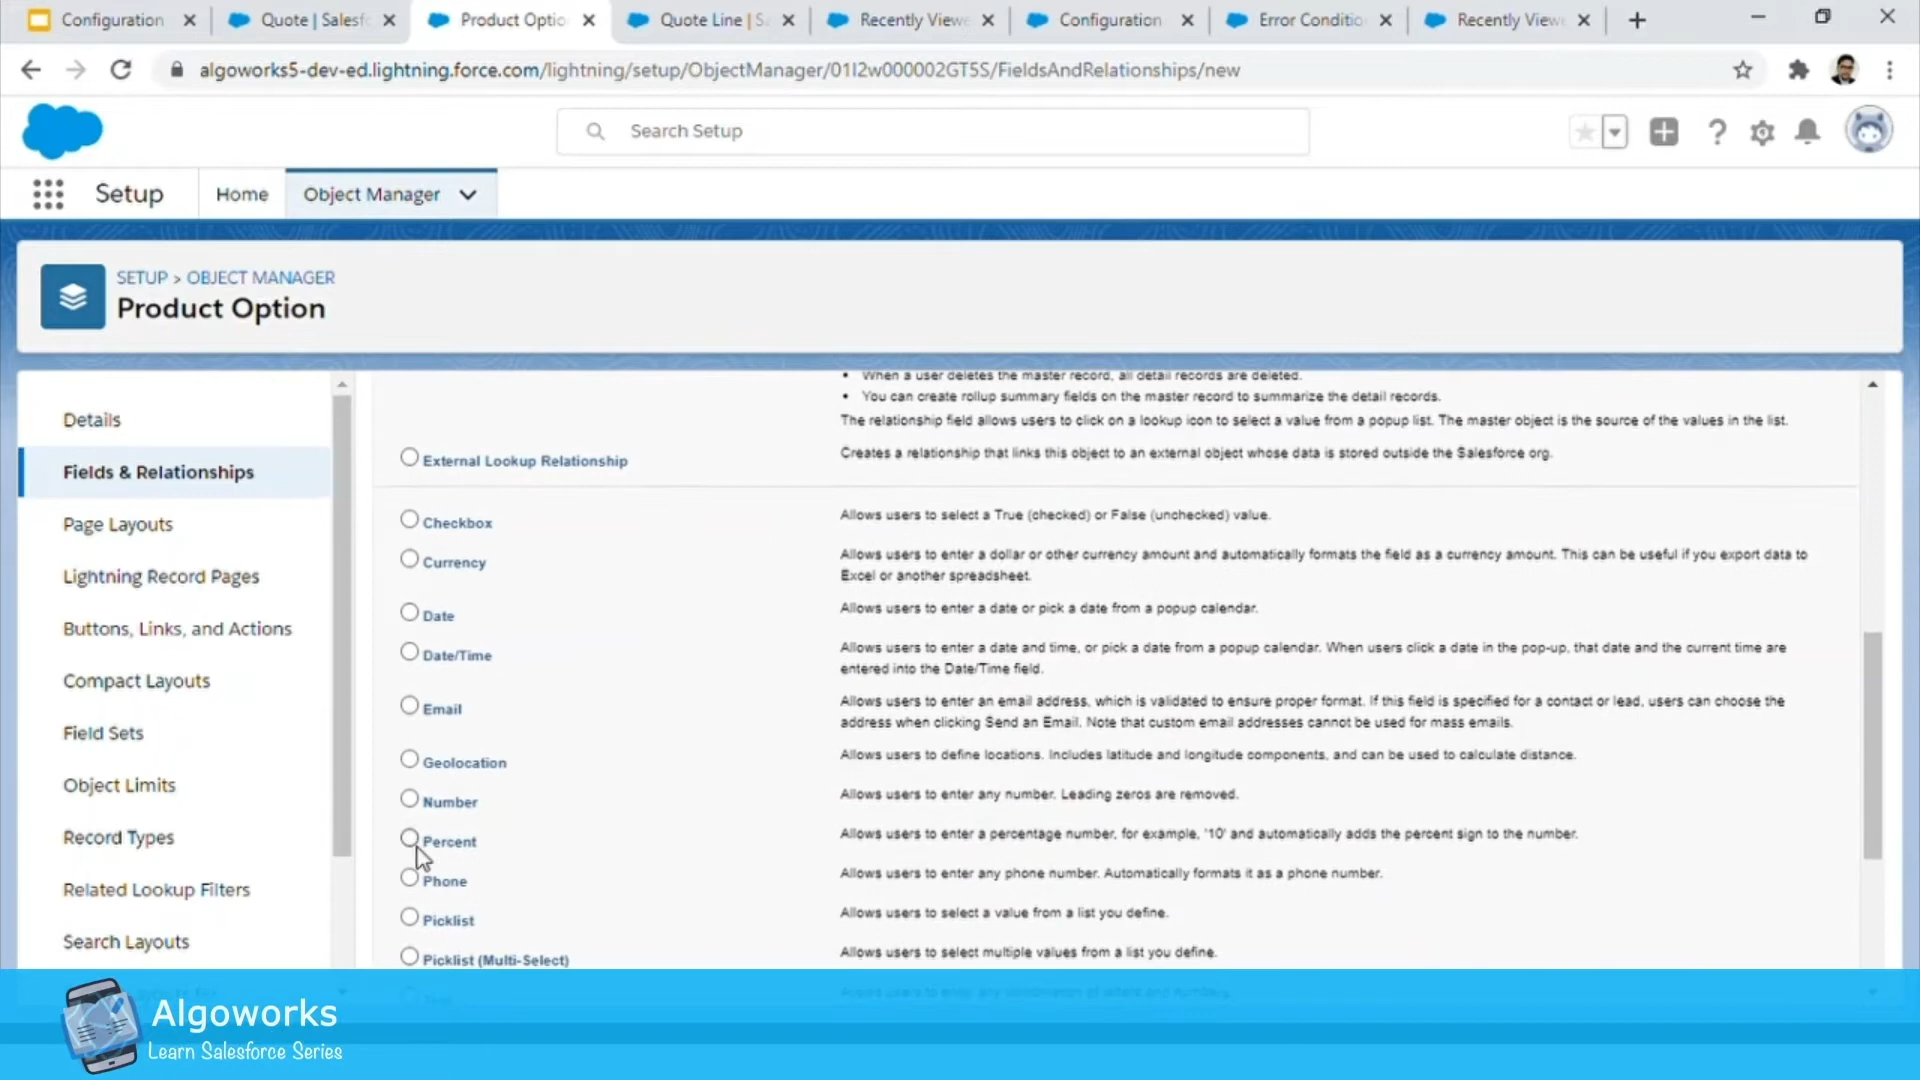 Configuration
Quote | Salesf
Product Optio
Quote Line | S
Recently View
Configuration
Error Conditio
Recently View
algoworks5-dev-ed.lightning.force.com/lightning/setup/ObjectManager/01I2w000002GT5S/FieldsAndRelationships/new
Search Setup
Setup
Home
Object Manager
SETUP > OBJECT MANAGER
Product Option
Details
Fields & Relationships
Page Layouts
Lightning Record Pages
Buttons, Links, and Actions
Compact Layouts
Field Sets
Object Limits
Record Types
Related Lookup Filters
Search Layouts
• When a user deletes the master record, all detail records are deleted.
• You can create rollup summary fields on the master record to summarize the detail records.
The relationship field allows users to click on a lookup icon to select a value from a popup list. The master object is the source of the values in the list.
External Lookup Relationship
Creates a relationship that links this object to an external object whose data is stored outside the Salesforce org.
Checkbox
Allows users to select a True (checked) or False (unchecked) value.
Currency
Allows users to enter a dollar or other currency amount and automatically formats the field as a currency amount. This can be useful if you export data to
Excel or another spreadsheet.
Date
Allows users to enter a date or pick a date from a popup calendar.
Date/Time
Allows users to enter a date and time, or pick a date from a popup calendar. When users click a date in the pop-up, that date and the current time are
entered into the Date/Time field.
Email
Allows users to enter an email address, which is validated to ensure proper format. If this field is specified for a contact or lead, users can choose the
address when clicking Send an Email. Note that custom email addresses cannot be used for mass emails.
Geolocation
Allows users to define locations. Includes latitude and longitude components, and can be used to calculate distance.
Number
Allows users to enter any number. Leading zeros are removed.
Percent
Allows users to enter a percentage number, for example, '10' and automatically adds the percent sign to the number.
Phone
Allows users to enter any phone number. Automatically formats it as a phone number.
Picklist
Allows users to select a value from a list you define.
Picklist (Multi-Select)
Allows users to select multiple values from a list you define.
Algoworks
Learn Salesforce Series